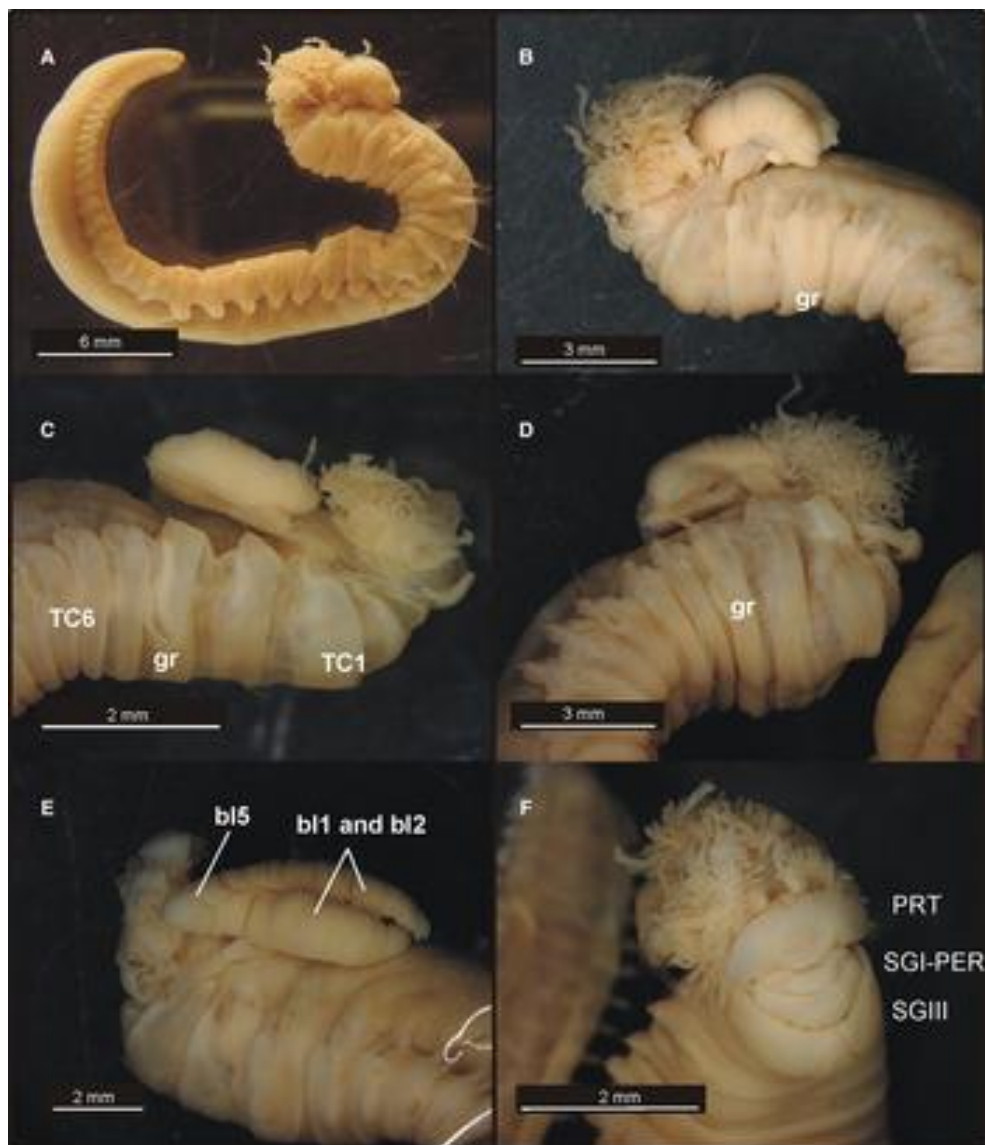 A
6 mm
B
gr
3 mm
C
TC6
gr
TC1
2 mm
D
gr
3 mm
E
bl5
bl1 and bl2
2 mm
F
PRT
SGI-PER
SGIII
2 mm